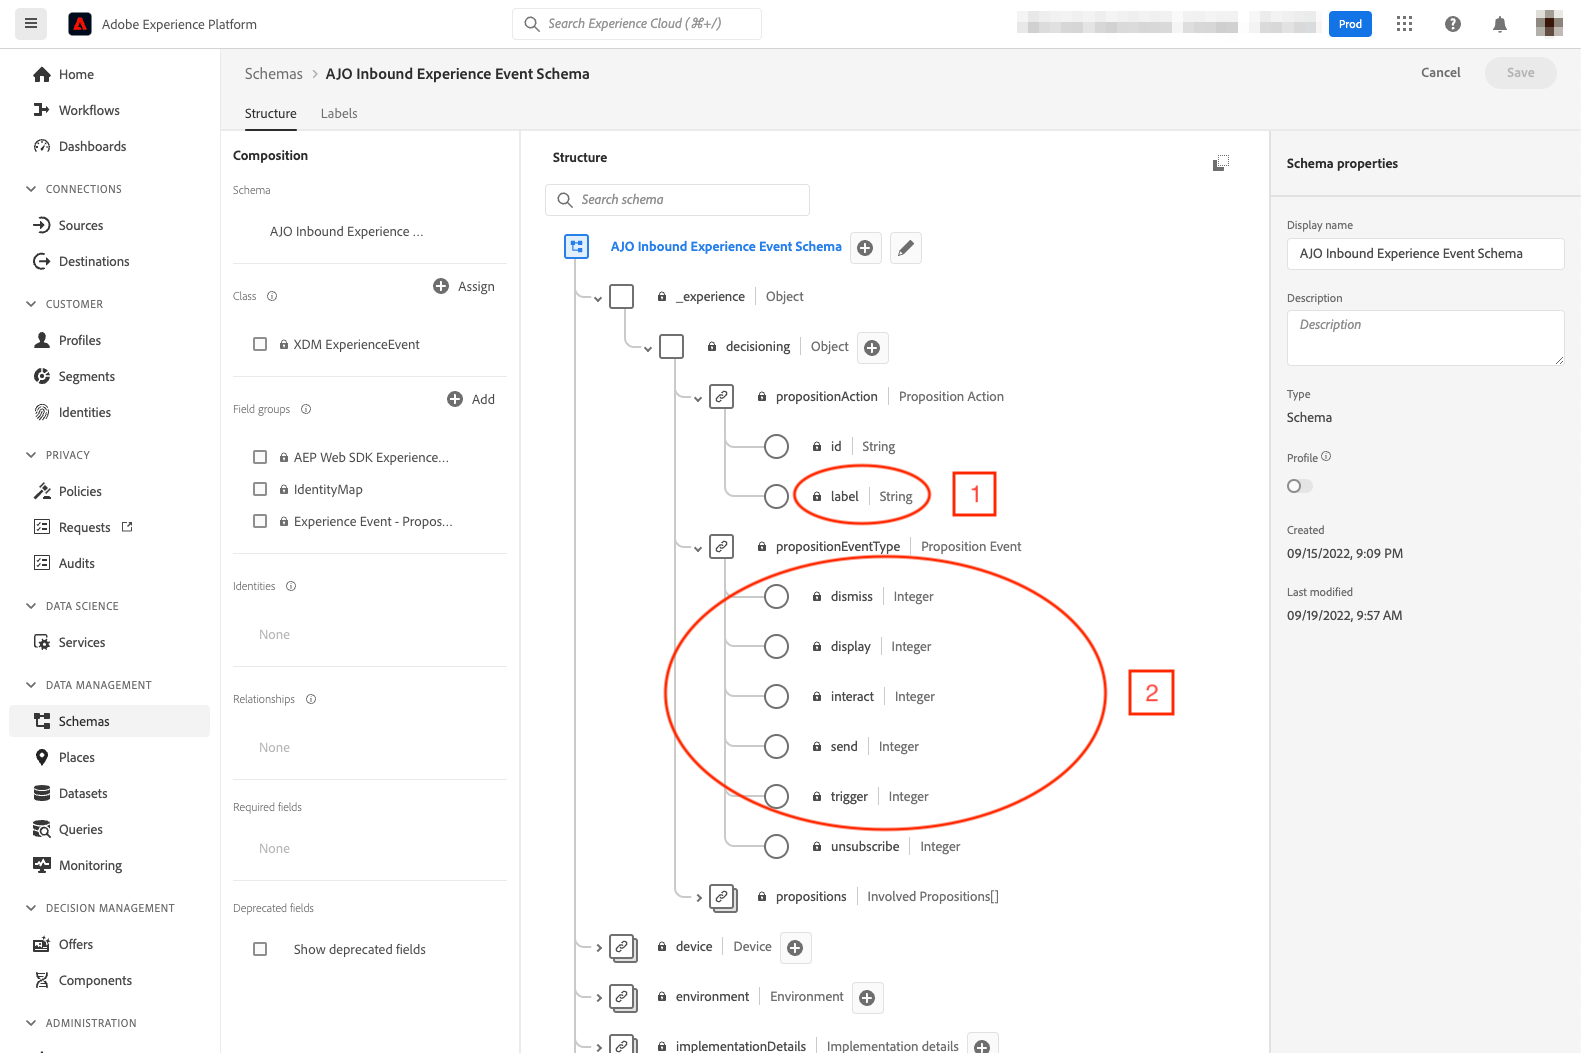 Adobe Experience Platform
Search Experience Cloud (⌘+/)
Prod
Home
Workflows
Dashboards
CONNECTIONS
Sources
Destinations
CUSTOMER
Profiles
Segments
Identities
PRIVACY
Policies
Requests
Audits
DATA SCIENCE
Services
DATA MANAGEMENT
Schemas
Places
Datasets
Queries
Monitoring
DECISION MANAGEMENT
Offers
Components
ADMINISTRATION
Schemas > AJO Inbound Experience Event Schema
Cancel
Save
Structure Labels
Composition
Schema
AJO Inbound Experience ...
Class
Assign
XDM ExperienceEvent
Field groups
Add
AEP Web SDK Experience...
IdentityMap
Experience Event - Propos...
Identities
None
Relationships
None
Required fields
None
Deprecated fields
Show deprecated fields
Structure
Search schema
AJO Inbound Experience Event Schema
_experience | Object
decisioning | Object
propositionAction | Proposition Action
id | String
label | String
1
propositionEventType | Proposition Event
dismiss | Integer
display | Integer
interact | Integer
2
send | Integer
trigger | Integer
unsubscribe | Integer
propositions | Involved Propositions[]
device | Device
environment | Environment
implementationDetails | Implementation details
Schema properties
Display name
AJO Inbound Experience Event Schema
Description
Description
Type
Schema
Profile
Created
09/15/2022, 9:09 PM
Last modified
09/19/2022, 9:57 AM